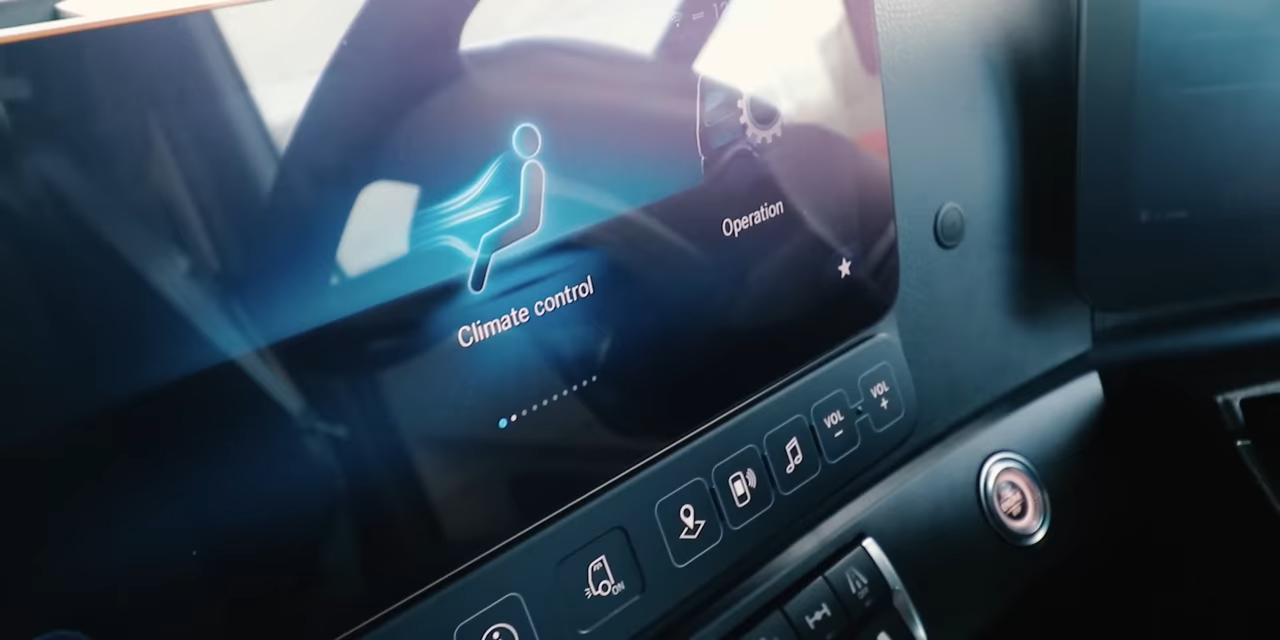 Operation
Climate control
VOL
+
VOL
−
ON